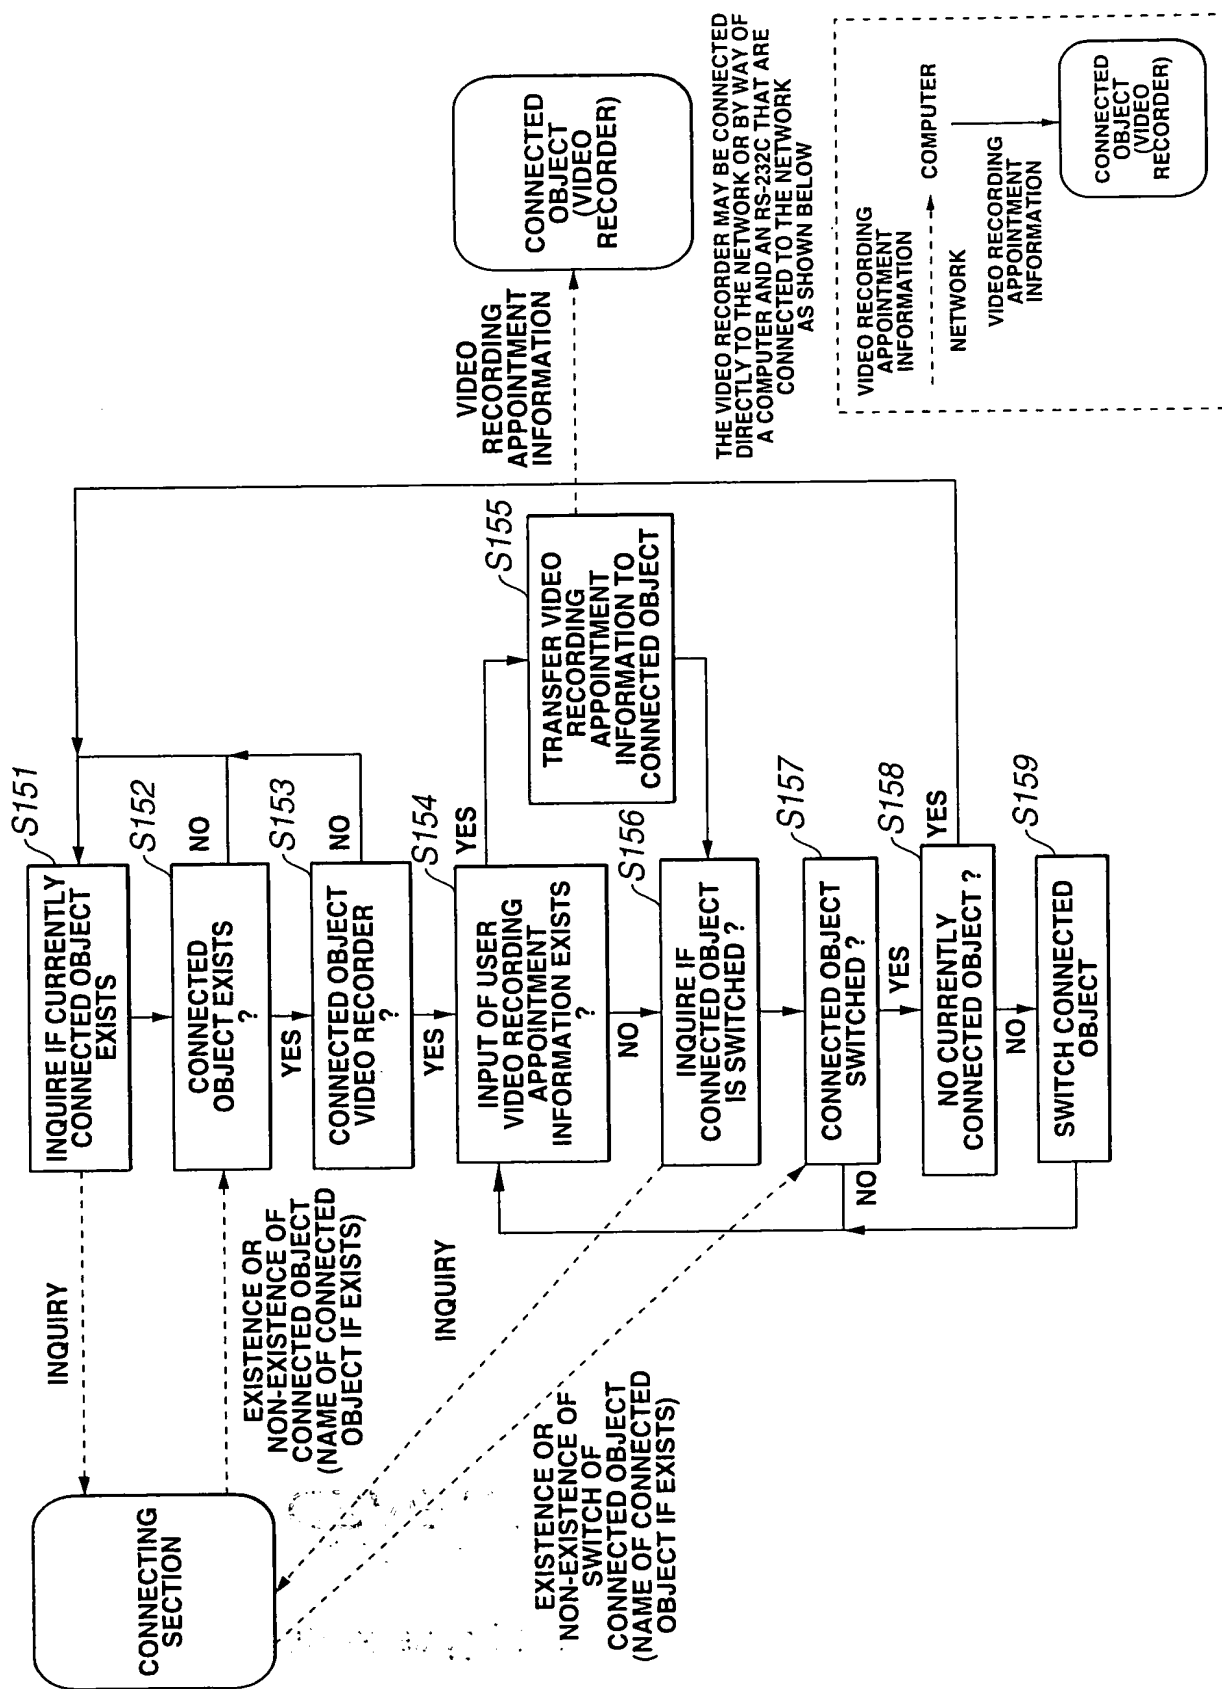 CONNECTING
SECTION
INQUIRY
EXISTENCE OR
NON-EXISTENCE OF
CONNECTED OBJECT
(NAME OF CONNECTED
OBJECT IF EXISTS)
INQUIRY
EXISTENCE OR
NON-EXISTENCE OF
SWITCH OF
CONNECTED OBJECT
(NAME OF CONNECTED
OBJECT IF EXISTS)
S151
INQUIRE IF CURRENTLY
CONNECTED OBJECT
EXISTS
S152
CONNECTED
OBJECT EXISTS
?
NO
YES
S153
CONNECTED OBJECT
VIDEO RECORDER
?
NO
YES
S154
INPUT OF USER
VIDEO RECORDING
APPOINTMENT
INFORMATION EXISTS
?
YES
NO
S155
TRANSFER VIDEO
RECORDING
APPOINTMENT
INFORMATION TO
CONNECTED OBJECT
S156
INQUIRE IF
CONNECTED OBJECT
IS SWITCHED ?
S157
CONNECTED OBJECT
SWITCHED ?
NO
YES
S158
NO CURRENTLY
CONNECTED OBJECT ?
YES
NO
S159
SWITCH CONNECTED
OBJECT
VIDEO
RECORDING
APPOINTMENT
INFORMATION
CONNECTED
OBJECT
(VIDEO
RECORDER)
THE VIDEO RECORDER MAY BE CONNECTED
DIRECTLY TO THE NETWORK OR BY WAY OF
A COMPUTER AND AN RS-232C THAT ARE
CONNECTED TO THE NETWORK
AS SHOWN BELOW
VIDEO RECORDING
APPOINTMENT
INFORMATION
COMPUTER
NETWORK
VIDEO RECORDING
APPOINTMENT
INFORMATION
CONNECTED
OBJECT
(VIDEO
RECORDER)